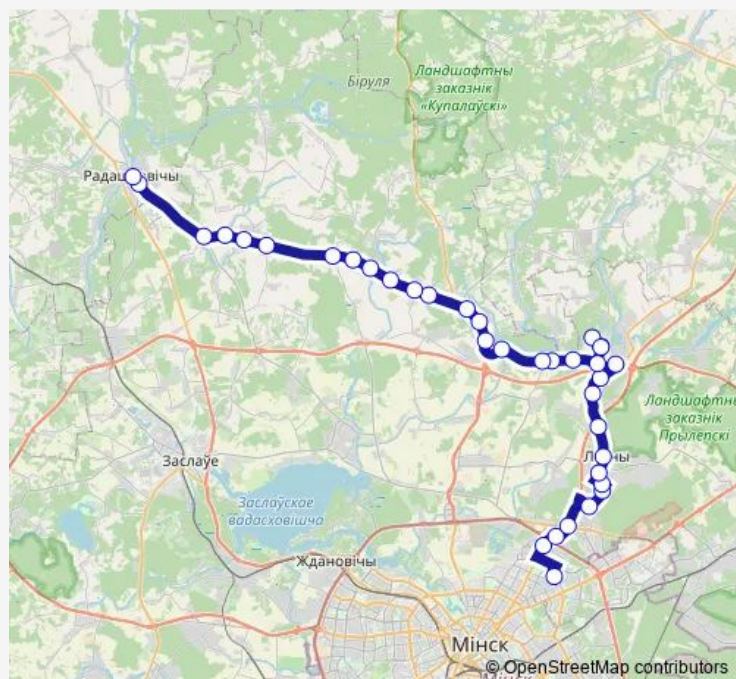 Біруля
Ландшафтны
заказнік
«Купалаўскі»
Ландшафтны
заказнік
Прылепскі
Заслаўе
Заслаўскае
вадасховішча
Ждановічы
Мінск
© OpenStreetMap contributors